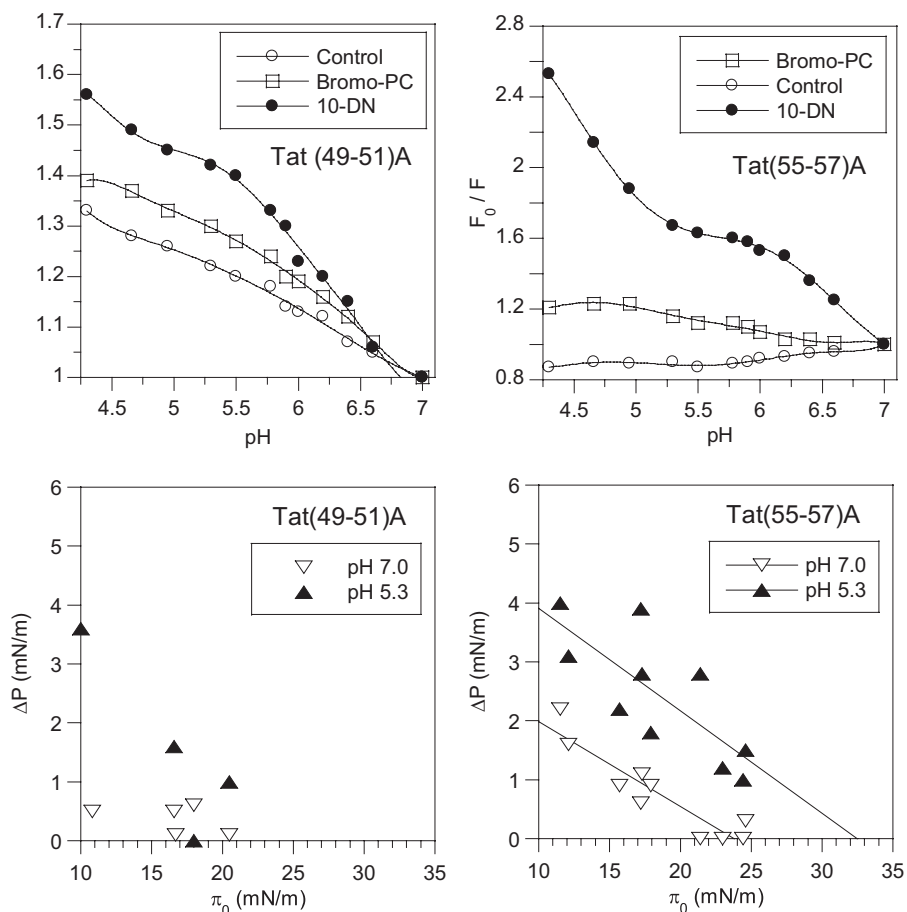 1.7
1.6
1.5
1.4
1.3
1.2
1.1
1
Control
Bromo-PC
10-DN
Tat (49-51)A
4.5 5 5.5 6 6.5 7
pH
2.8
2.4
2
1.6
1.2
0.8
F0 / F
Bromo-PC
Control
10-DN
Tat(55-57)A
4.5 5 5.5 6 6.5 7
pH
6
5
4
3
2
1
0
ΔP (mN/m)
Tat(49-51)A
pH 7.0
pH 5.3
10 15 20 25 30 35
π0 (mN/m)
6
5
4
3
2
1
0
ΔP (mN/m)
Tat(55-57)A
pH 7.0
pH 5.3
10 15 20 25 30 35
π0 (mN/m)